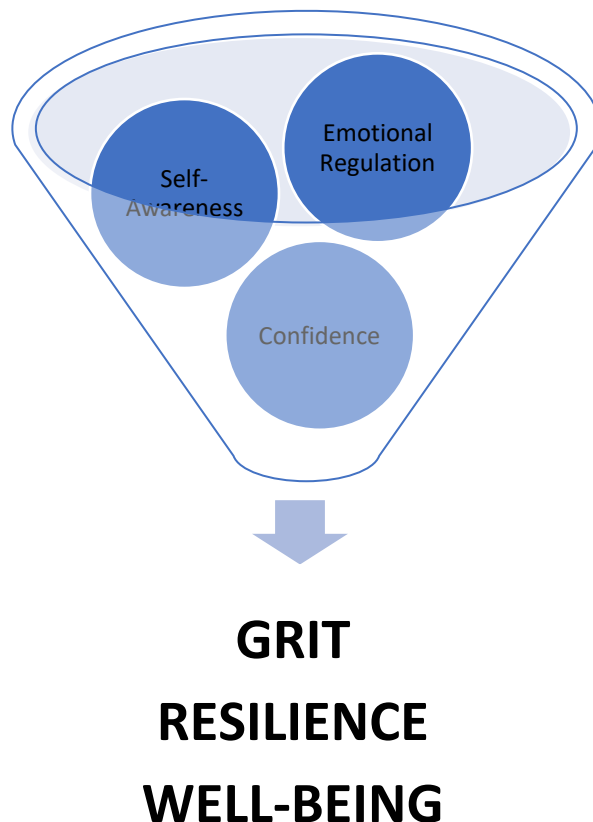 Emotional
Regulation
Self-
Awareness
Confidence
GRIT
RESILIENCE
WELL-BEING